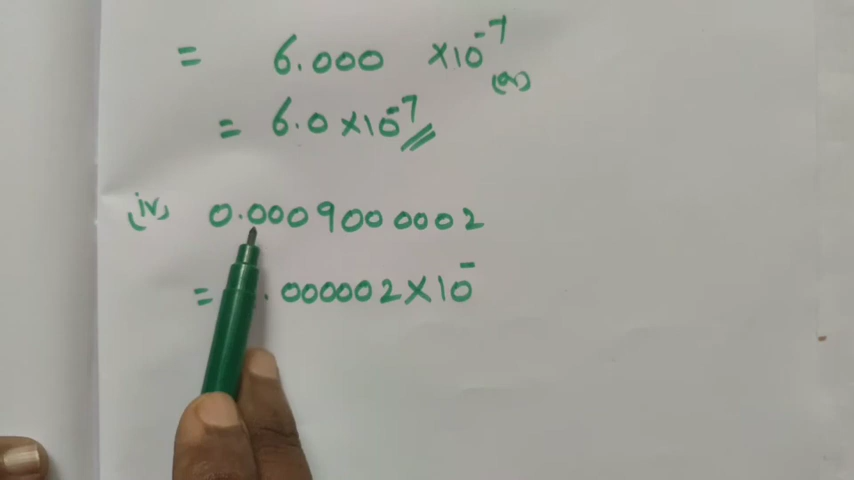 = 6.000 ×10⁻⁷
(or)
= 6.0 ×10⁻⁷
(iv) 0.0009000002
= .000002×10⁻